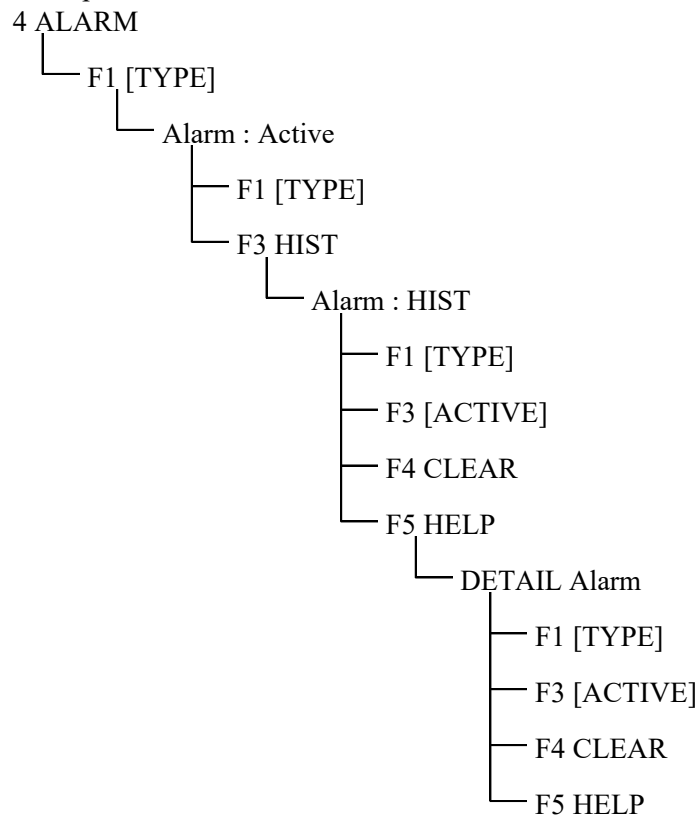 4 ALARM
F1 [TYPE]
Alarm : Active
F1 [TYPE]
F3 HIST
Alarm : HIST
F1 [TYPE]
F3 [ACTIVE]
F4 CLEAR
F5 HELP
DETAIL Alarm
F1 [TYPE]
F3 [ACTIVE]
F4 CLEAR
F5 HELP